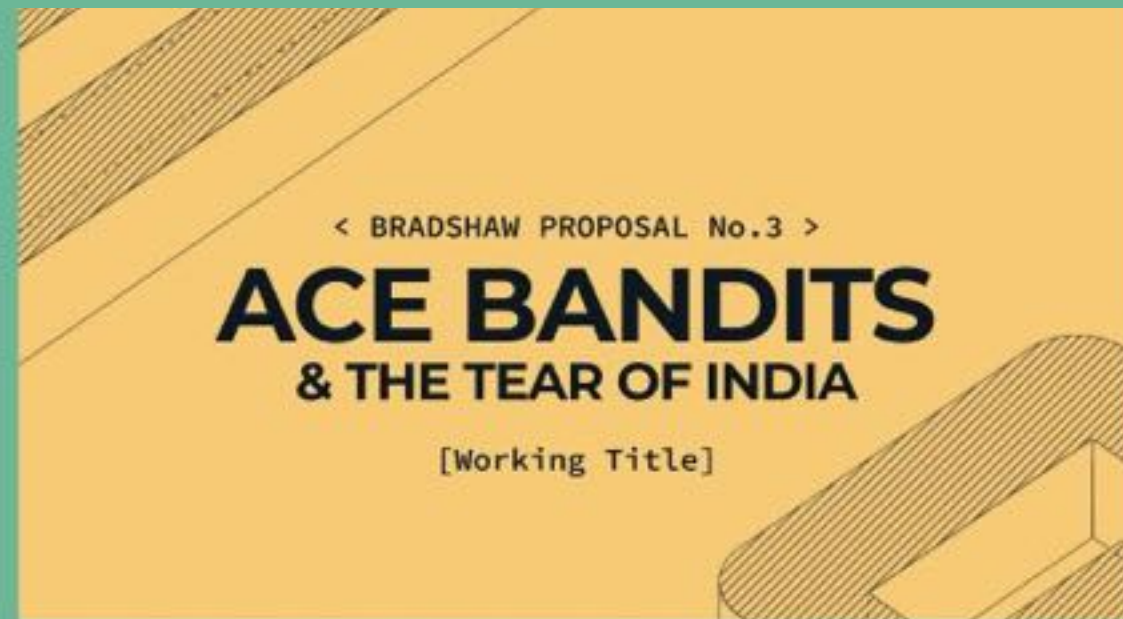 < BRADSHAW PROPOSAL No.3 >
ACE BANDITS
& THE TEAR OF INDIA
[Working Title]